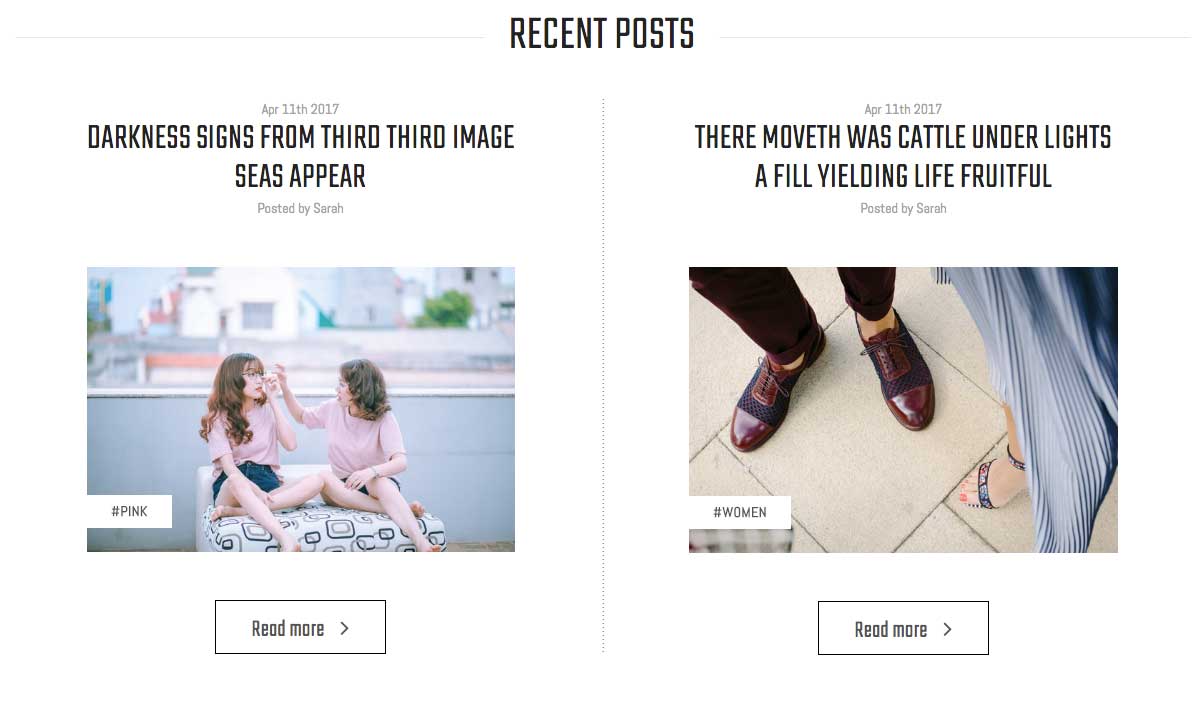 RECENT POSTS
Apr 11th 2017
DARKNESS SIGNS FROM THIRD THIRD IMAGE
SEAS APPEAR
Posted by Sarah
#PINK
Read more
Apr 11th 2017
THERE MOVETH WAS CATTLE UNDER LIGHTS
A FILL YIELDING LIFE FRUITFUL
Posted by Sarah
#WOMEN
Read more